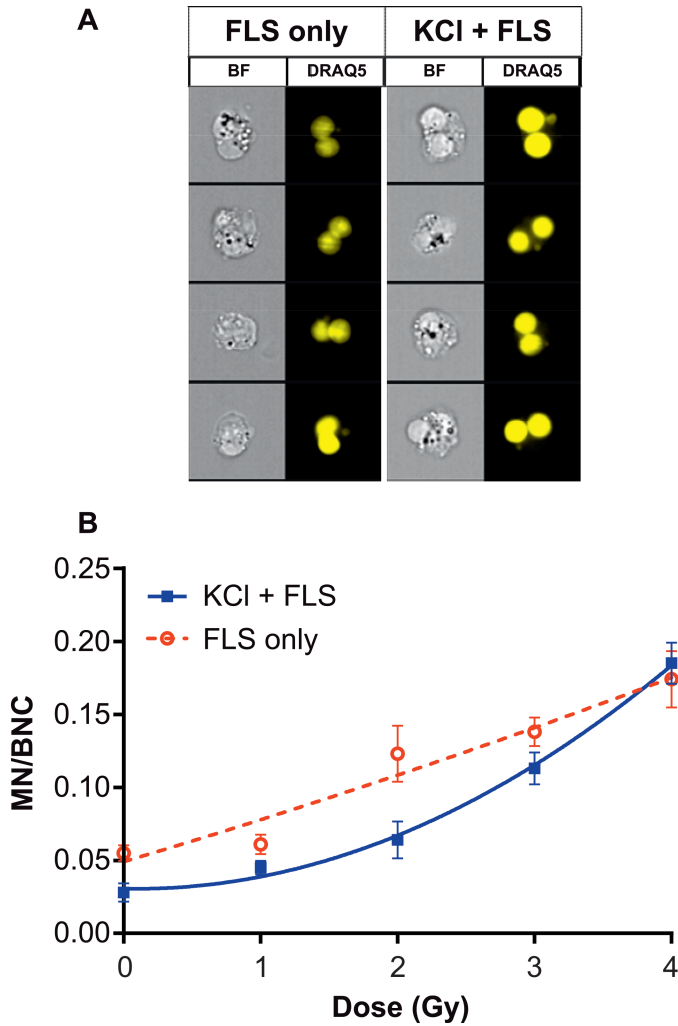 A
FLS only KCl + FLS
BF DRAQ5 BF DRAQ5
B
0.25
KCl + FLS
0.20
FLS only
0.15
MN/BNC
0.10
0.05
0.00
0 1 2 3 4
Dose (Gy)